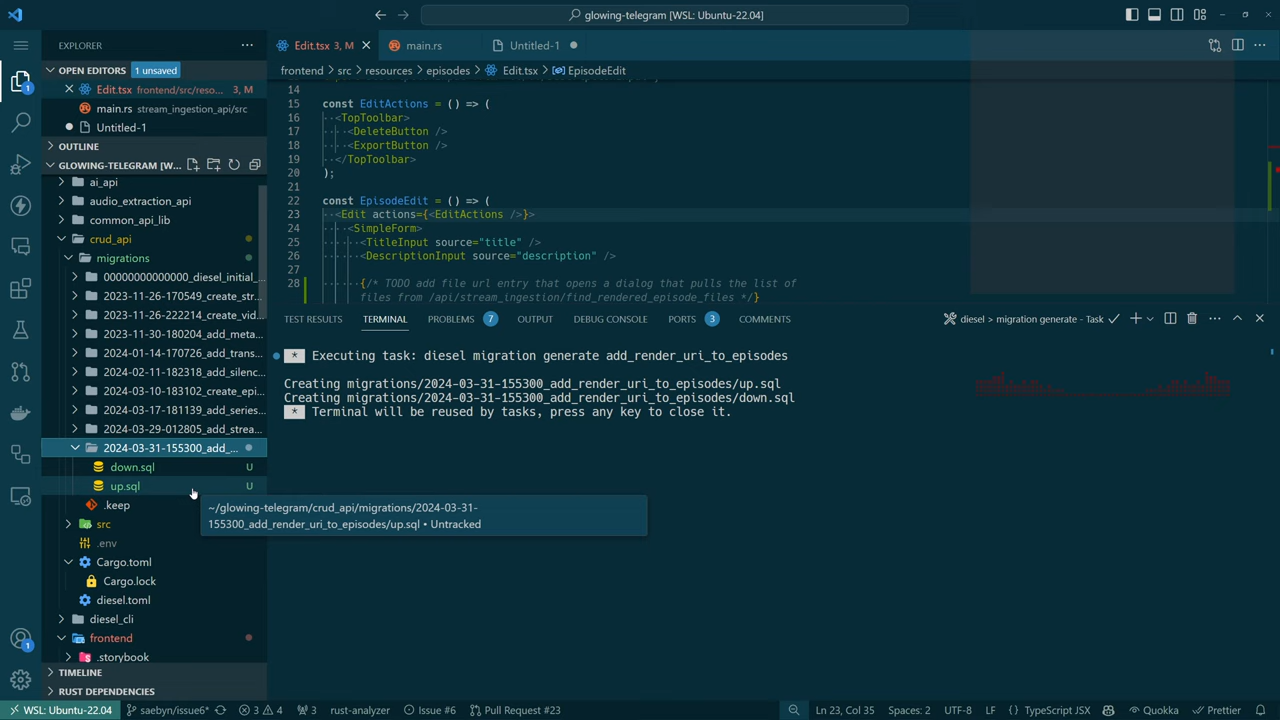 glowing-telegram [WSL: Ubuntu-22.04]
EXPLORER
OPEN EDITORS 1 unsaved
Edit.tsx frontend/src/reso... 3, M
main.rs stream_ingestion_api/src
Untitled-1
OUTLINE
GLOWING-TELEGRAM [W...
ai_api
audio_extraction_api
common_api_lib
crud_api
migrations
00000000000000_diesel_initial_...
2023-11-26-170549_create_str...
2023-11-26-222214_create_vid...
2023-11-30-180204_add_meta...
2024-01-14-170726_add_trans...
2024-02-11-182318_add_silenc...
2024-03-10-183102_create_epi...
2024-03-17-181139_add_series...
2024-03-29-012805_add_strea...
2024-03-31-155300_add_...
down.sql U
up.sql U
.keep
src
.env
Cargo.toml
Cargo.lock
diesel.toml
diesel_cli
frontend
.storybook
TIMELINE
RUST DEPENDENCIES
1
1
Edit.tsx 3, M
main.rs
Untitled-1
frontend > src > resources > episodes > Edit.tsx > EpisodeEdit
14
15 const EditActions = () => (
16 <TopToolbar>
17 <DeleteButton />
18 <ExportButton />
19 </TopToolbar>
20 );
21
22 const EpisodeEdit = () => (
23 <Edit actions={<EditActions />}>
24 <SimpleForm>
25 <TitleInput source="title" />
26 <DescriptionInput source="description" />
27
28 {/* TODO add file url entry that opens a dialog that pulls the list of
files from /api/stream_ingestion/find_rendered_episode_files */}
TEST RESULTS TERMINAL PROBLEMS 7 OUTPUT DEBUG CONSOLE PORTS 3 COMMENTS
diesel > migration generate - Task
* Executing task: diesel migration generate add_render_uri_to_episodes
Creating migrations/2024-03-31-155300_add_render_uri_to_episodes/up.sql
Creating migrations/2024-03-31-155300_add_render_uri_to_episodes/down.sql
* Terminal will be reused by tasks, press any key to close it.
~/glowing-telegram/crud_api/migrations/2024-03-31-
155300_add_render_uri_to_episodes/up.sql • Untracked
WSL: Ubuntu-22.04 saebyn/issue6* 3 4 3 rust-analyzer Issue #6 Pull Request #23 Ln 23, Col 35 Spaces: 2 UTF-8 LF {} TypeScript JSX Quokka Prettier